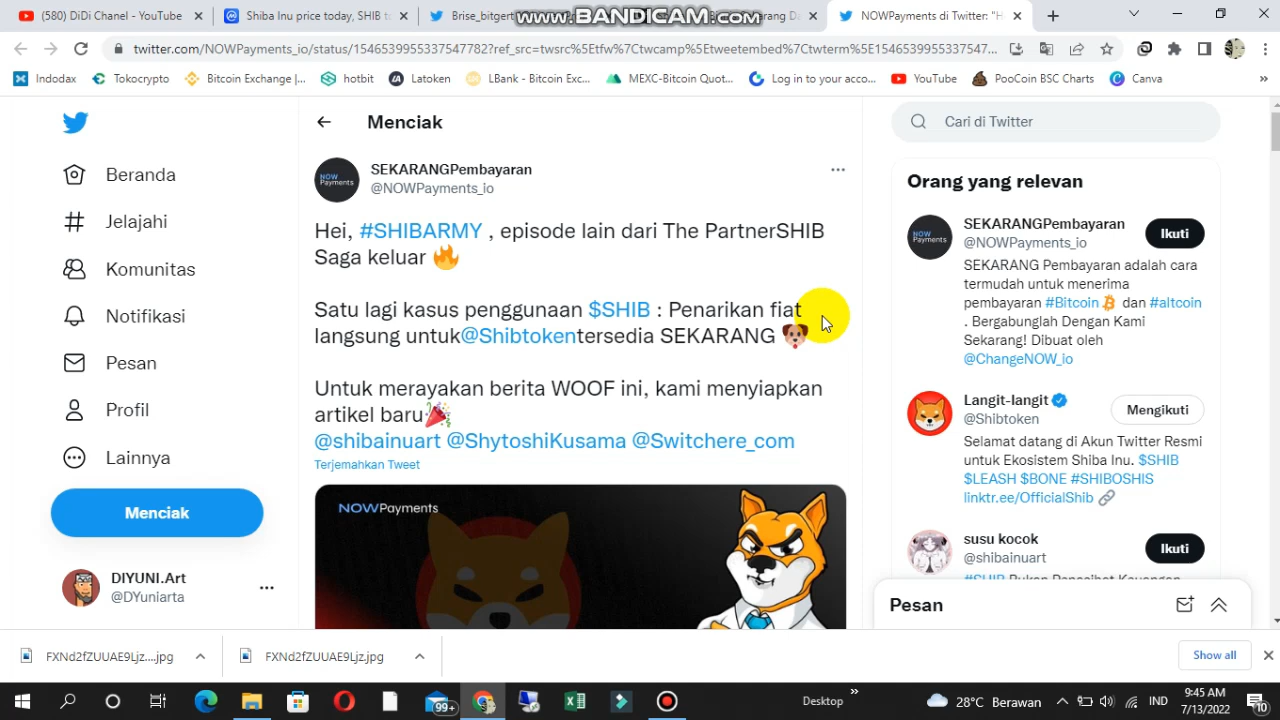 (580) DiDi Chanel - YouTube
Shiba Inu price today, SHIB t
Brise_bitgert
www.BANDICAM.com
arang Da
NOWPayments di Twitter: "H
twitter.com/NOWPayments_io/status/1546539955337547782?ref_src=twsrc%5Etfw%7Ctwcamp%5Etweetembed%7Ctwterm%5E1546539955337547...
Indodax
Tokocrypto
Bitcoin Exchange |...
hotbit
Latoken
LBank - Bitcoin Exc...
MEXC-Bitcoin Quot...
Log in to your acco...
YouTube
PooCoin BSC Charts
Canva
»
Menciak
Cari di Twitter
Beranda
Jelajahi
Komunitas
Notifikasi
Pesan
Profil
Lainnya
Menciak
DIYUNI.Art
@DYuniarta
NOW Payments
SEKARANGPembayaran
@NOWPayments_io
Hei, #SHIBARMY , episode lain dari The PartnerSHIB
Saga keluar
Satu lagi kasus penggunaan $SHIB : Penarikan fiat
langsung untuk@Shibtokentersedia SEKARANG
Untuk merayakan berita WOOF ini, kami menyiapkan
artikel baru
@shibainuart @ShytoshiKusama @Switchere_com
Terjemahkan Tweet
NOWPayments
Orang yang relevan
NOW Payments
SEKARANGPembayaran
@NOWPayments_io
Ikuti
SEKARANG Pembayaran adalah cara
termudah untuk menerima
pembayaran #Bitcoin dan #altcoin
. Bergabunglah Dengan Kami
Sekarang! Dibuat oleh
@ChangeNOW_io
Langit-langit
@Shibtoken
Mengikuti
Selamat datang di Akun Twitter Resmi
untuk Ekosistem Shiba Inu. $SHIB
$LEASH $BONE #SHIBOSHIS
linktr.ee/OfficialShib
susu kocok
@shibainuart
Ikuti
Pesan
FXNd2fZUUAE9Ljz....jpg
FXNd2fZUUAE9Ljz.jpg
Show all
99+
Desktop
»
28°C Berawan
IND
9:45 AM
7/13/2022
10